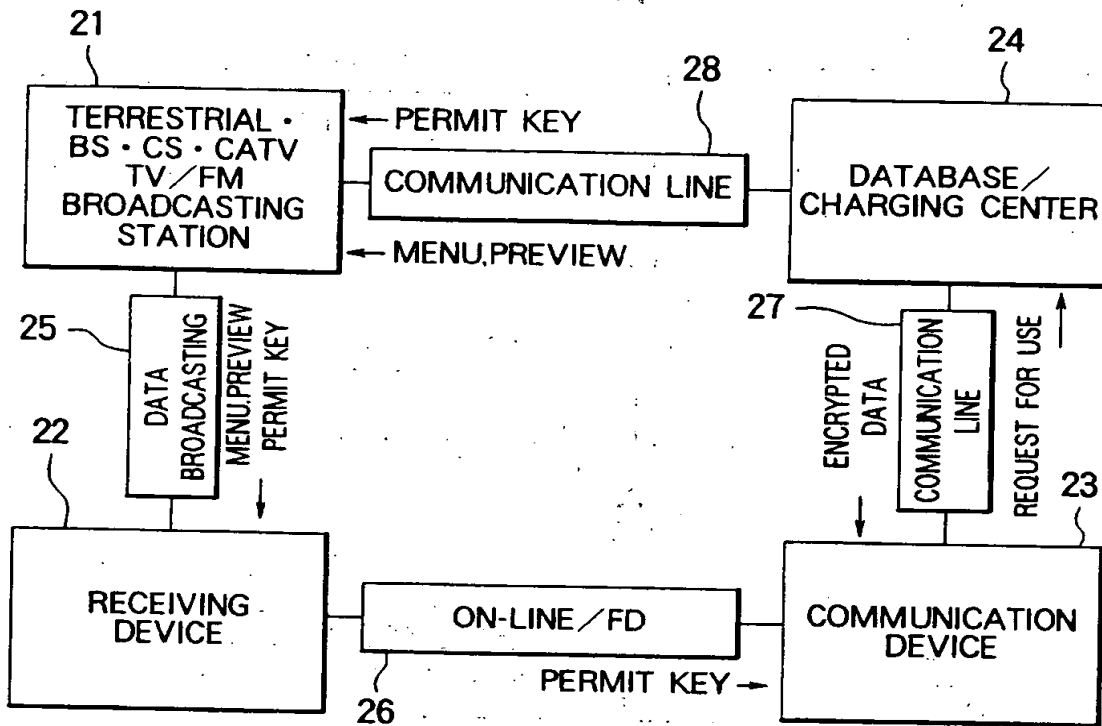 21
24
28
TERRESTRIAL・
BS・CS・CATV
TV/FM
BROADCASTING
STATION
← PERMIT KEY
COMMUNICATION LINE
DATABASE/
CHARGING CENTER
← MENU,PREVIEW
25
DATA
BROADCASTING
MENU,PREVIEW
PERMIT KEY
27
ENCRYPTED
DATA
COMMUNICATION
LINE
REQUEST FOR USE
22
23
RECEIVING
DEVICE
ON-LINE/FD
COMMUNICATION
DEVICE
26
PERMIT KEY →